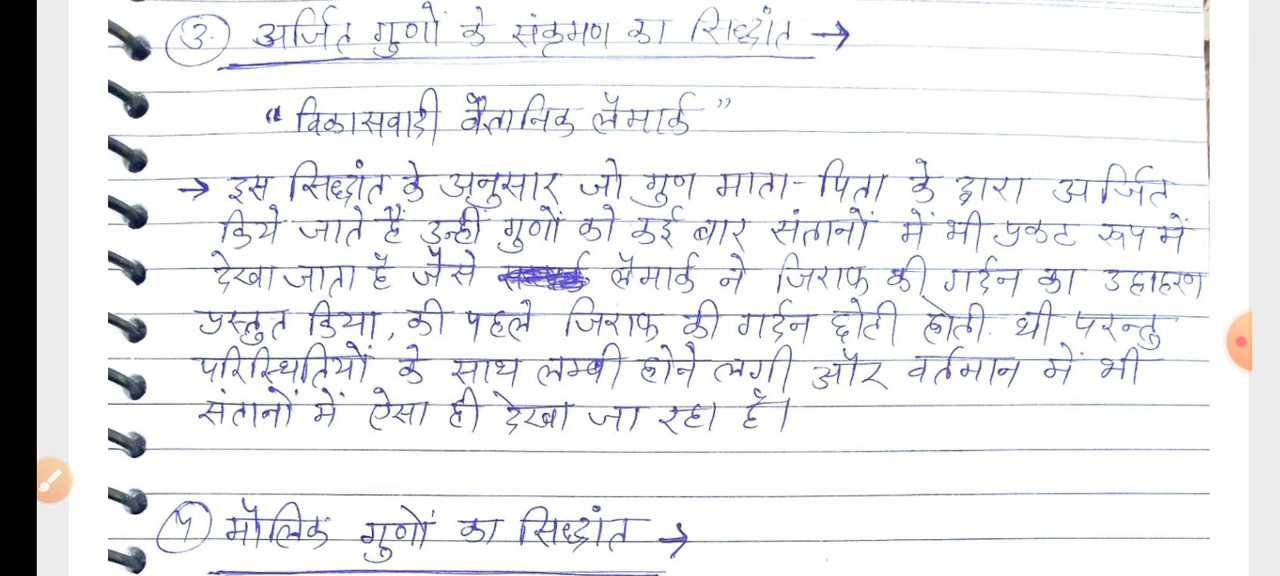 3. अर्जित गुणों के संक्रमण का सिध्दांत →
“विकासवादी वैज्ञानिक लॅमार्क”
→ इस सिध्दांत के अनुसार जो गुण माता-पिता के द्वारा अर्जित
किये जाते हैं उन्हीं गुणों को कई बार संतानों में भी प्रकट रूप में
देखा जाता है जैसे लॅमार्क ने जिराफ की गर्दन का उदाहरण
प्रस्तुत किया, की पहले जिराफ की गर्दन छोटी होती थी परन्तु
परिस्थितियों के साथ लम्बी होने लगी और वर्तमान में भी
संतानों में ऐसा ही देखा जा रहा है।
4 मौलिक गुणों का सिध्दांत →